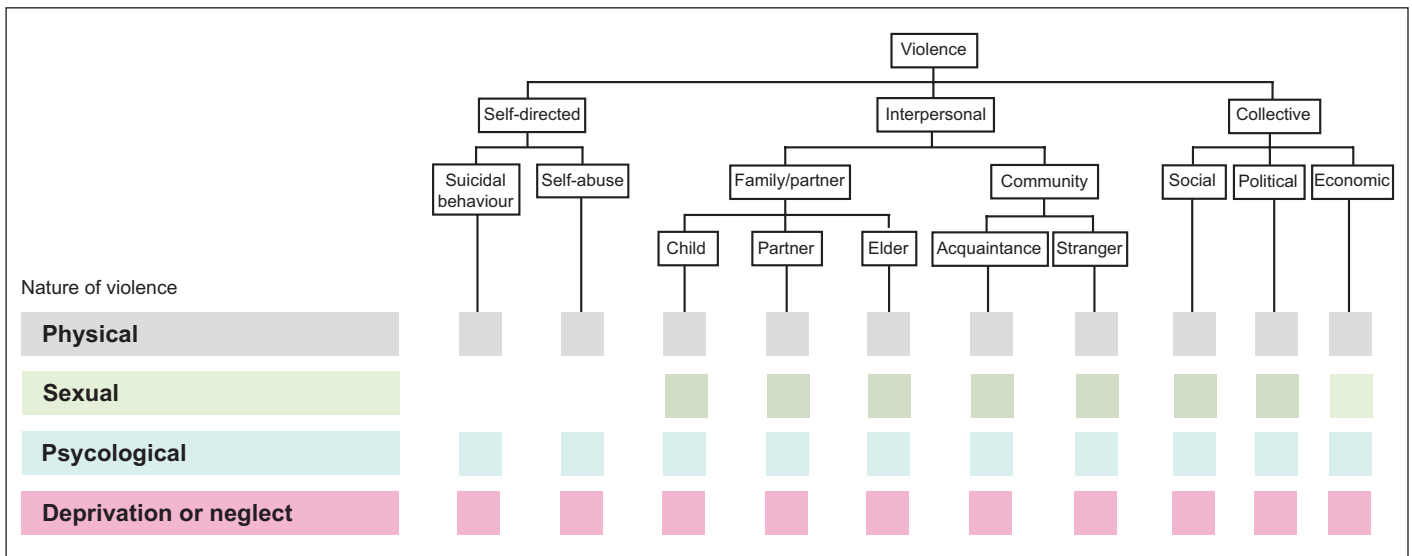 Violence
Self-directed
Interpersonal
Collective
Suicidal
behaviour
Self-abuse
Family/partner
Community
Social
Political
Economic
Child
Partner
Elder
Acquaintance
Stranger
Nature of violence
Physical
Sexual
Psycological
Deprivation or neglect